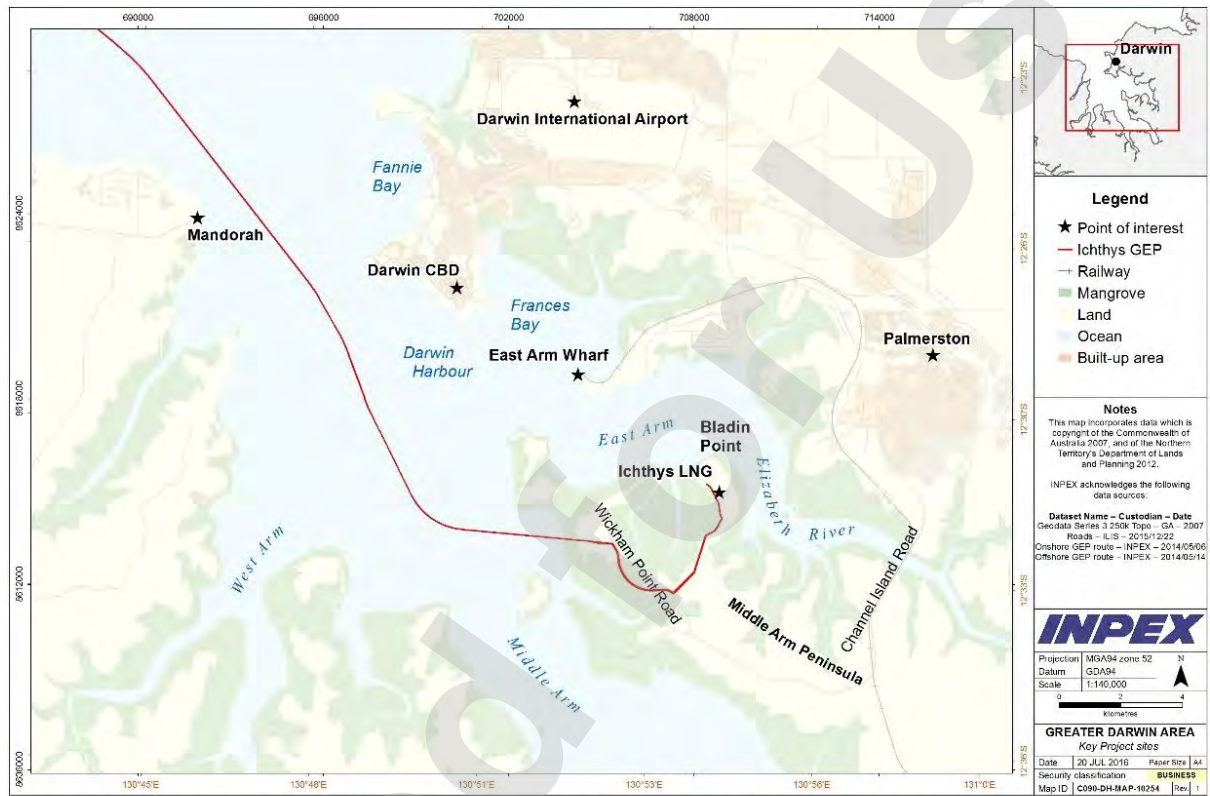 690000
696000
702000
708000
714000
Darwin
12°23'S
Darwin International Airport
Fannie
Bay
8624000
Mandorah
12°26'S
Darwin CBD
Frances
Bay
Darwin
Harbour
East Arm Wharf
Palmerston
8618000
12°30'S
East Arm
Bladin
Point
Ichthys LNG
Elizaberh River
Wickham Point Road
West Arm
Channel Island Road
8612000
12°33'S
Middle Arm Peninsula
Middle Arm
8606000
12°36'S
130°45'E
130°48'E
130°51'E
130°53'E
130°56'E
131°0'E
d for Us
Legend
Point of interest
Ichthys GEP
Railway
Mangrove
Land
Ocean
Built-up area
Notes
This map incorporates data which is
copyright of the Commonwealth of
Australia 2007, and of the Northern
Territory's Department of Lands
and Planning 2012.
INPEX acknowledges the following
data sources:
Dataset Name – Custodian – Date
Geodata Series 3 250k Topo – GA – 2007
Roads – ILIS – 2015/12/22
Onshore GEP route – INPEX – 2014/05/06
Offshore GEP route – INPEX – 2014/05/14
INPEX
Projection MGA94 zone 52 N
Datum GDA94
Scale 1:140,000
0 2 4
kilometres
GREATER DARWIN AREA
Key Project sites
Date 20 JUL 2016 Paper Size A4
Security classification BUSINESS
Map ID C090-DH-MAP-10254 Rev. 1